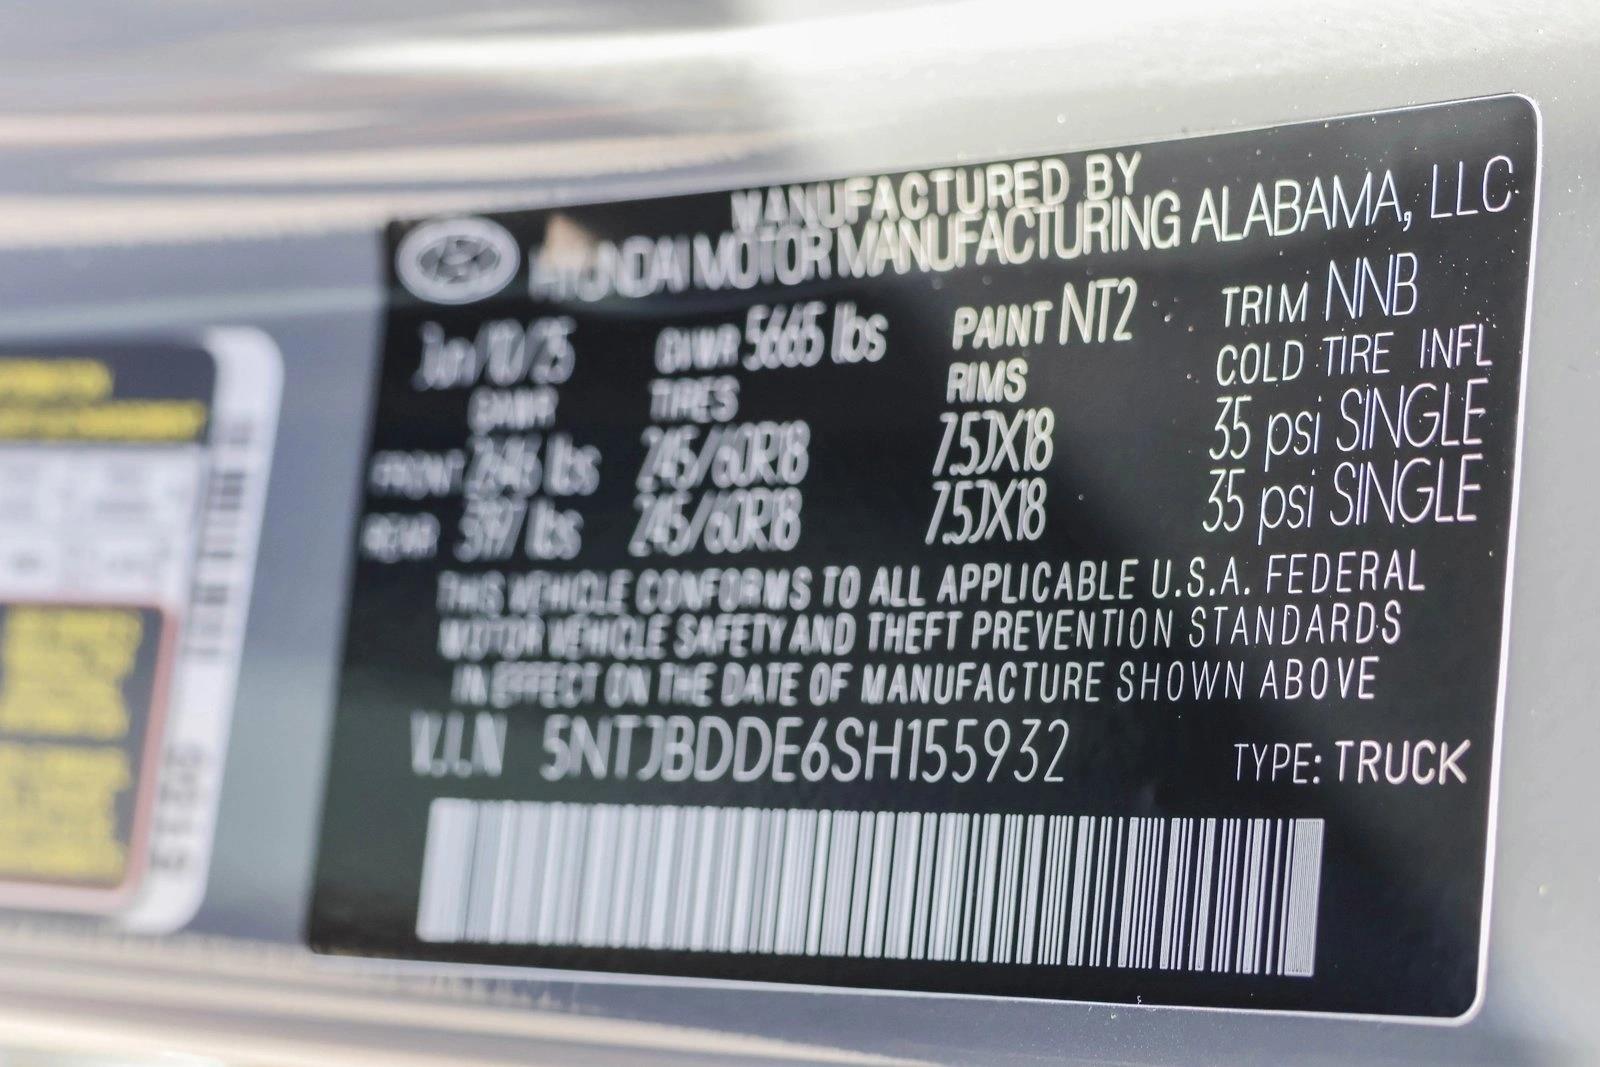 MANUFACTURED BY
HYUNDAI MOTOR MANUFACTURING ALABAMA, LLC
Jun/10/25 GVWR 5665 lbs PAINT NT2 TRIM NNB
GAWR TIRES RIMS COLD TIRE INFL
FRONT 2646 lbs 245/60R18 7.5JX18 35 psi SINGLE
REAR lbs 245/60R18 7.5JX18 35 psi SINGLE
THIS VEHICLE CONFORMS TO ALL APPLICABLE U.S.A. FEDERAL
MOTOR VEHICLE SAFETY AND THEFT PREVENTION STANDARDS
IN EFFECT ON THE DATE OF MANUFACTURE SHOWN ABOVE
V.I.N 5NTJBDDE6SH155932 TYPE: TRUCK